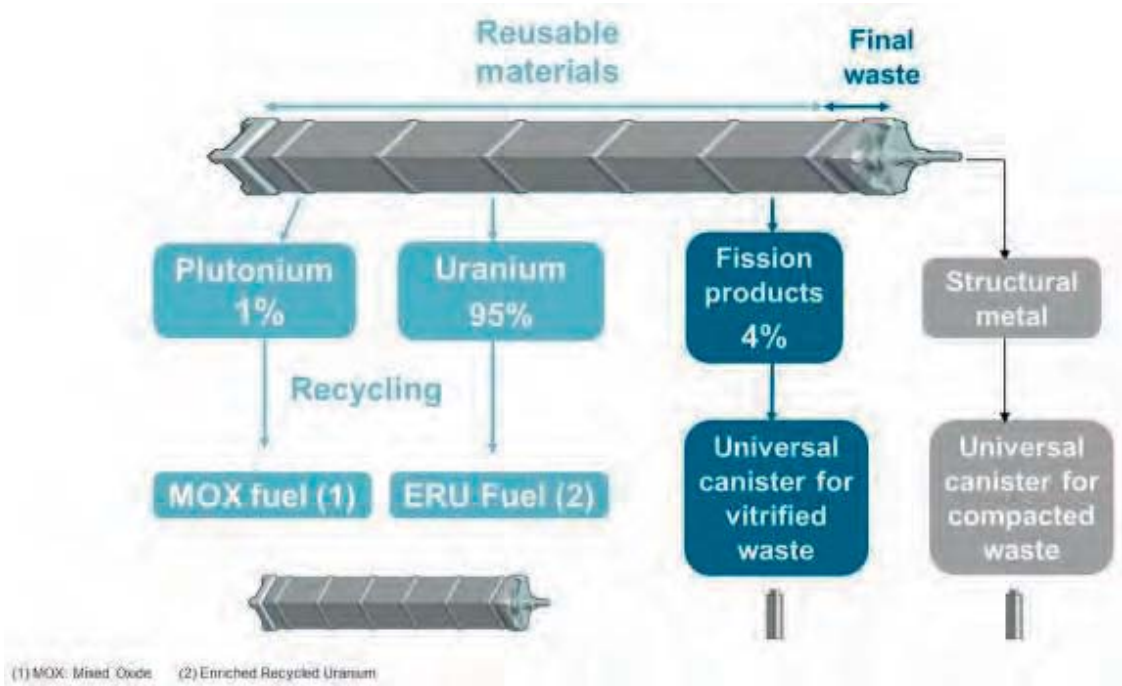 Reusable
materials
Final
waste
Plutonium
1%
Uranium
95%
Fission
products
4%
Structural
metal
Recycling
MOX fuel (1)
ERU Fuel (2)
Universal
canister for
vitrified
waste
Universal
canister for
compacted
waste
(1) MOX: Mixed Oxide (2) Enriched Recycled Uranium